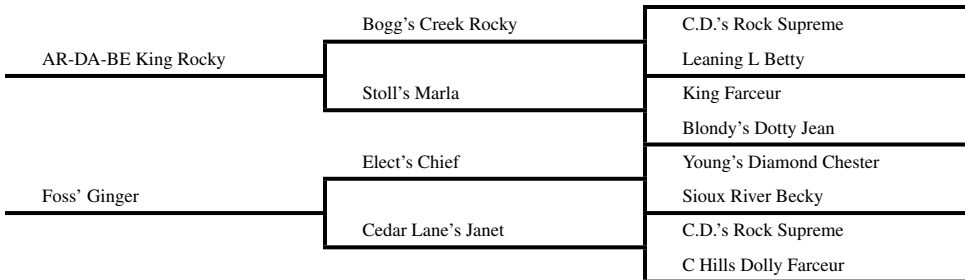 Bogg's Creek Rocky
C.D.'s Rock Supreme
AR-DA-BE King Rocky
Leaning L Betty
Stoll's Marla
King Farceur
Blondy's Dotty Jean
Elect's Chief
Young's Diamond Chester
Foss' Ginger
Sioux River Becky
Cedar Lane's Janet
C.D.'s Rock Supreme
C Hills Dolly Farceur